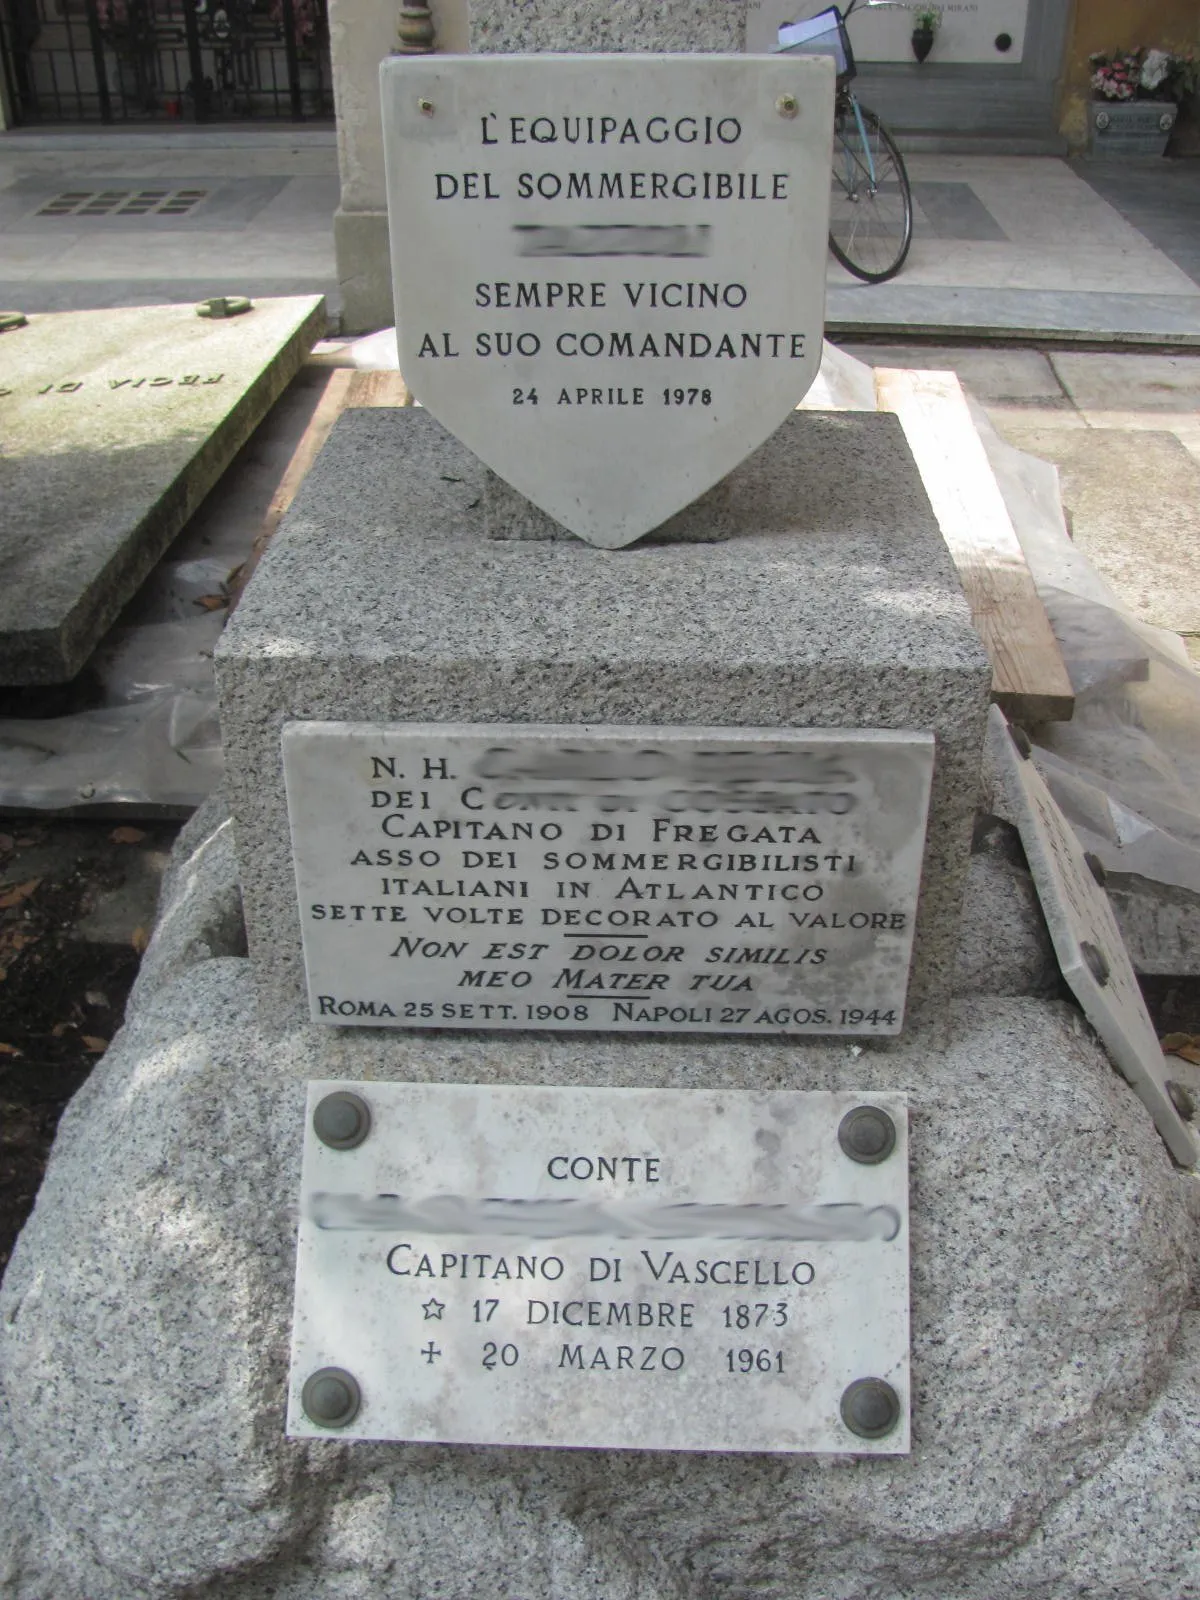 L'EQUIPAGGIO
DEL SOMMERGIBILE
SEMPRE VICINO
AL SUO COMANDANTE
24 APRILE 1978
N. H.
DEI
CAPITANO DI FREGATA
ASSO DEI SOMMERGIBILISTI
ITALIANI IN ATLANTICO
SETTE VOLTE DECORATO AL VALORE
NON EST DOLOR SIMILIS
MEO MATER TUA
ROMA 25 SETT. 1908 NAPOLI 27 AGOS. 1944
CONTE
CAPITANO DI VASCELLO
☆ 17 DICEMBRE 1873
✝ 20 MARZO 1961
FECIA DI